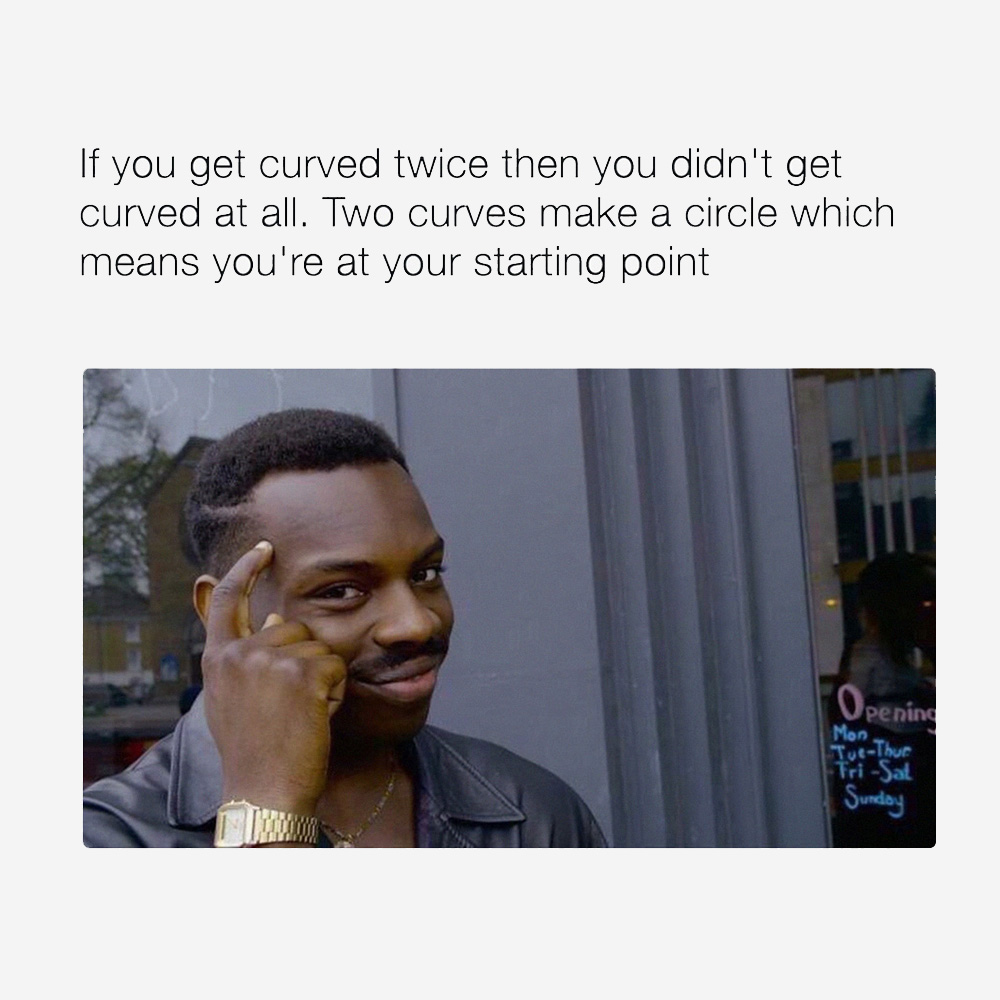 If you get curved twice then you didn't get
curved at all. Two curves make a circle which
means you're at your starting point
Opening
Mon
Tue-Thur
Fri -Sat
Sunday